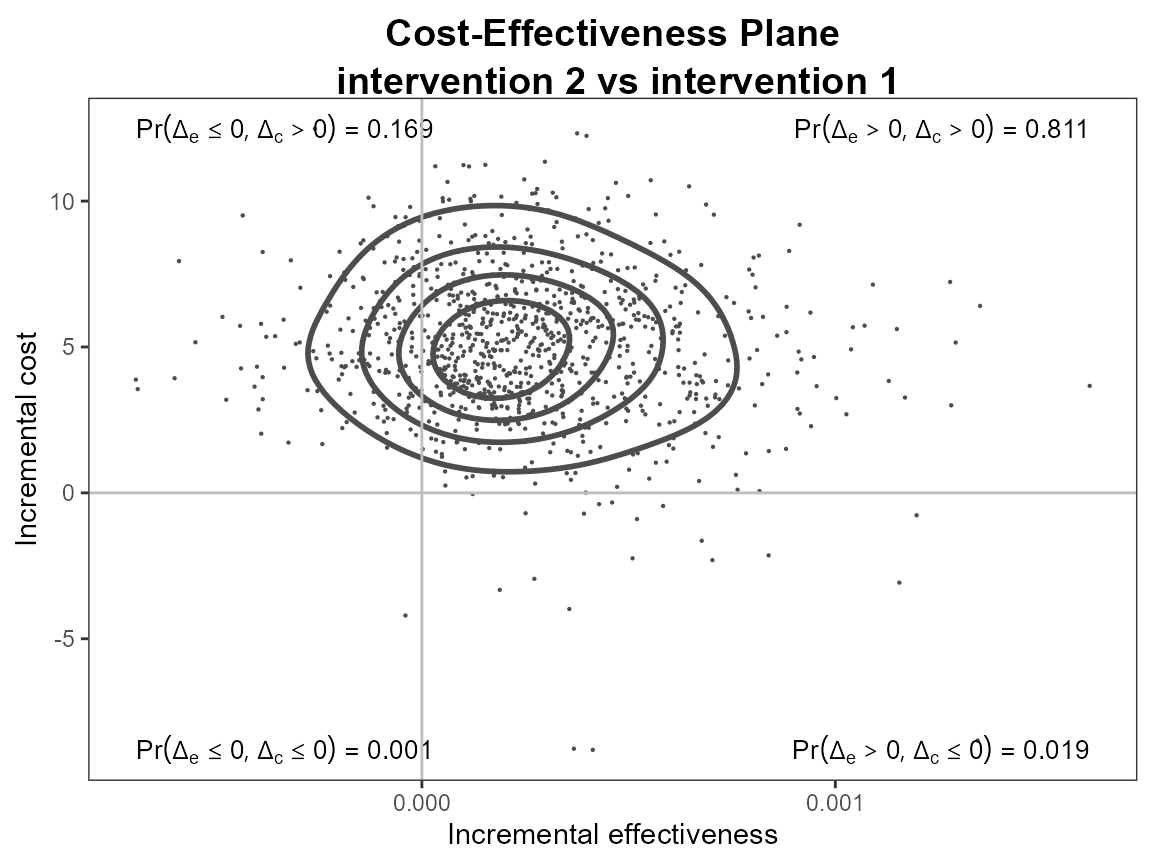 Cost-Effectiveness Plane
intervention 2 vs intervention 1
Pr(Δe ≤ 0, Δc > 0) = 0.169
Pr(Δe > 0, Δc > 0) = 0.811
10
5
0
-5
Incremental cost
Pr(Δe ≤ 0, Δc ≤ 0) = 0.001
Pr(Δe > 0, Δc ≤ 0) = 0.019
0.000
0.001
Incremental effectiveness